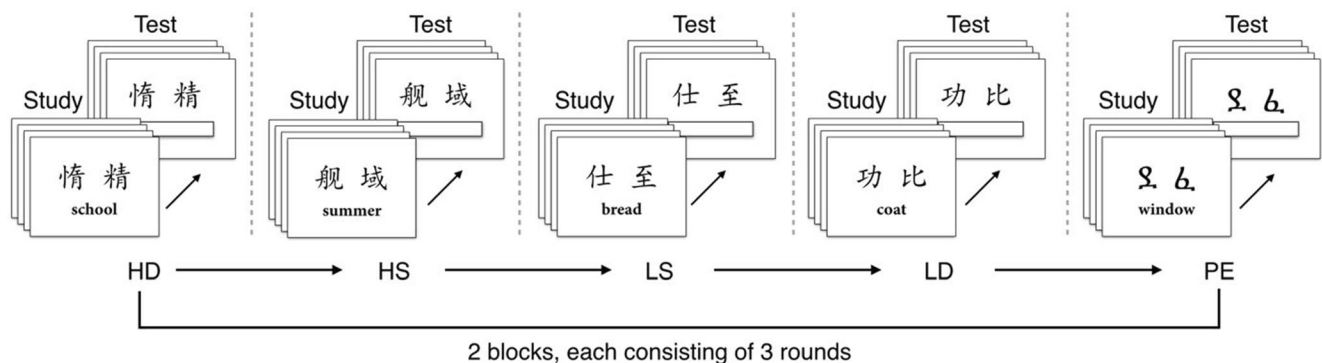 Test
惰 精
Study
惰 精
school
HD
Test
舰 域
Study
舰 域
summer
HS
Test
仕 至
Study
仕 至
bread
LS
Test
功 比
Study
功 比
coat
LD
Test
Study
window
PE
2 blocks, each consisting of 3 rounds